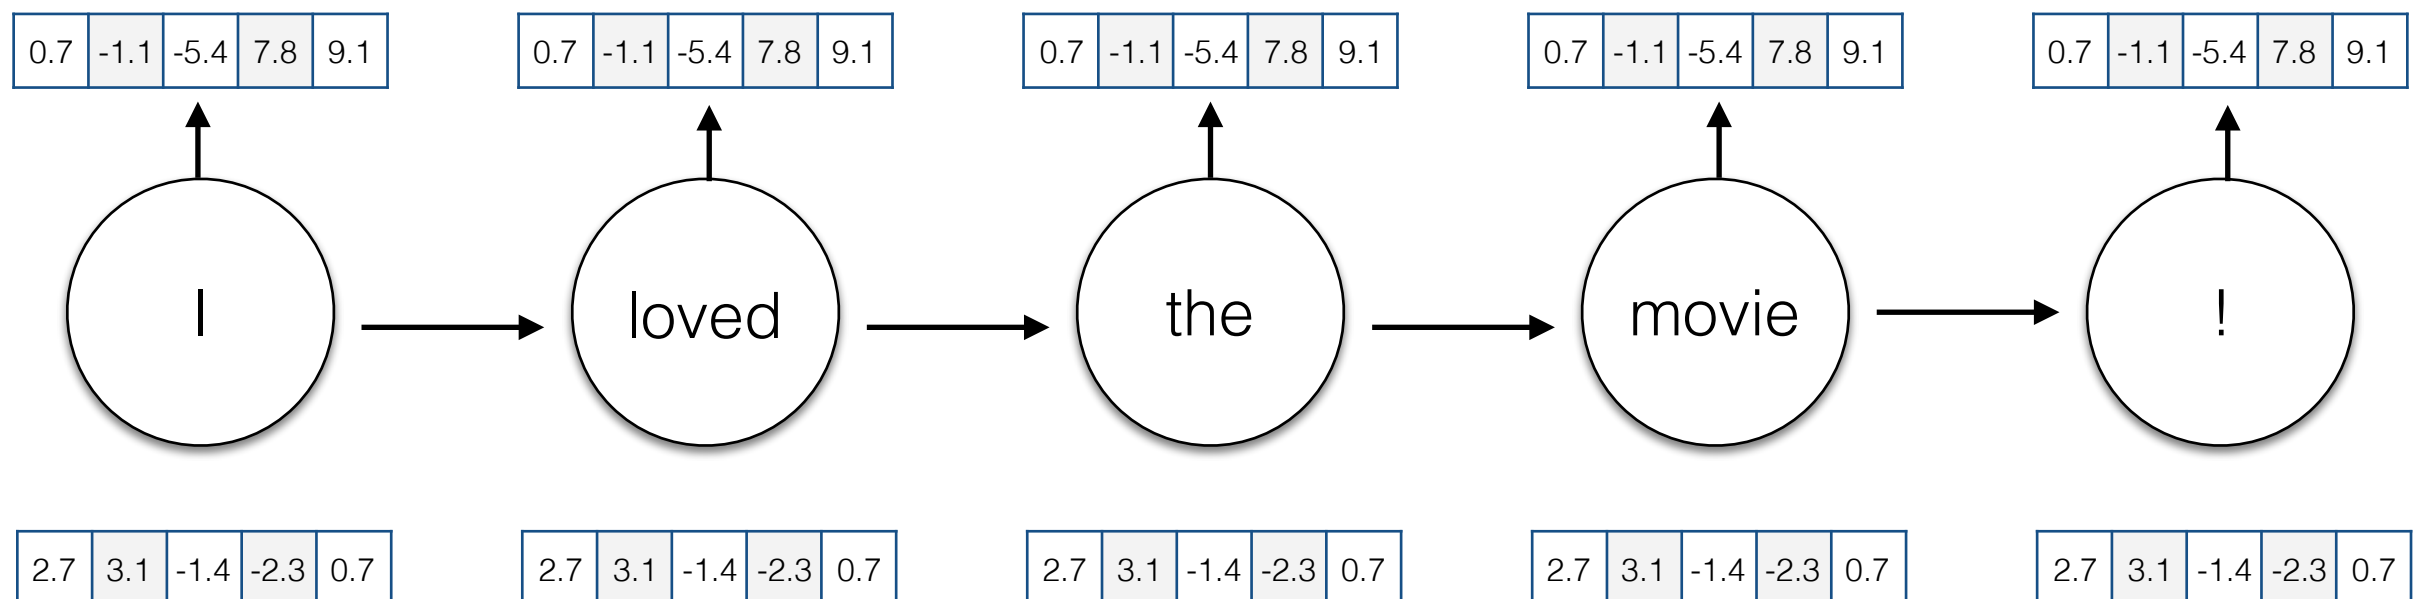 0.7 -1.1 -5.4 7.8 9.1 0.7 -1.1 -5.4 7.8 9.1 0.7 -1.1 -5.4 7.8 9.1 0.7 -1.1 -5.4 7.8 9.1 0.7 -1.1 -5.4 7.8 9.1
I loved the movie !
2.7 3.1 -1.4 -2.3 0.7 2.7 3.1 -1.4 -2.3 0.7 2.7 3.1 -1.4 -2.3 0.7 2.7 3.1 -1.4 -2.3 0.7 2.7 3.1 -1.4 -2.3 0.7